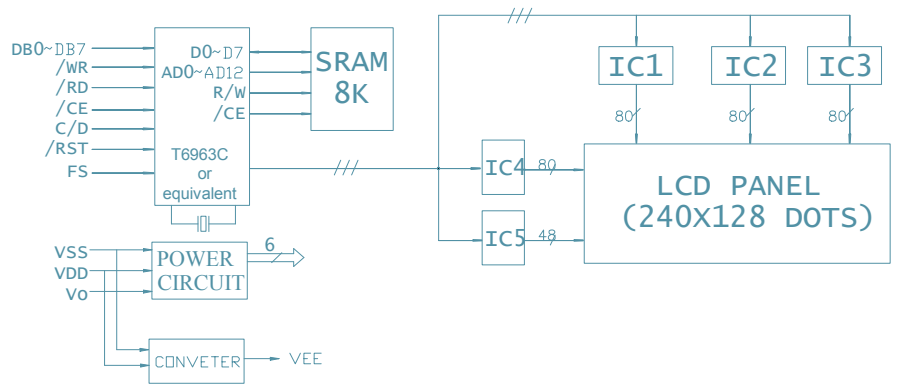 DB0~DB7
/WR
/RD
/CE
C/D
/RST
FS
D0~D7
AD0~AD12
R/W
/CE
T6963C
or
equivalent
SRAM
8K
IC1
IC2
IC3
80
80
80
IC4
80
IC5
48
LCD PANEL
(240X128 DOTS)
VSS
VDD
Vo
POWER
CIRCUIT
6
CONVETER
VEE